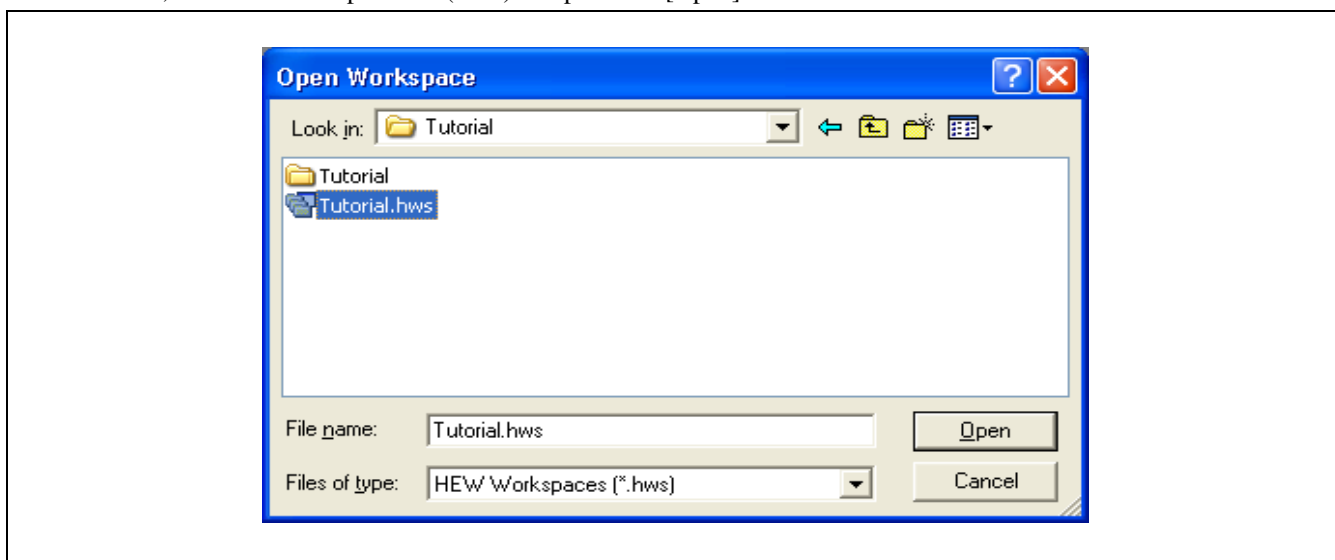 Open Workspace
Look in: Tutorial
Tutorial
Tutorial.hws
File name: Tutorial.hws Open
Files of type: HEW Workspaces (*.hws) Cancel